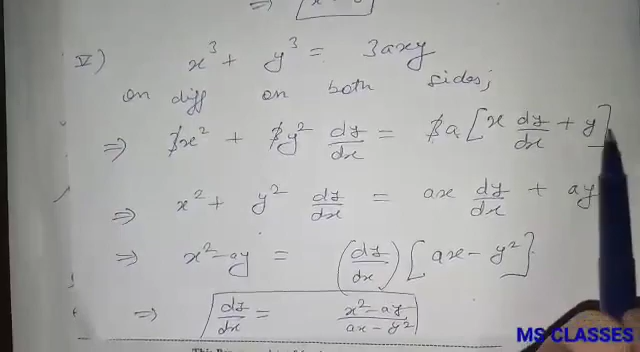 V) x³ + y³ = 3axy
on diff on both sides;
⇒ 3x² + 3y² dy/dx = 3a [x dy/dx + y]
⇒ x² + y² dy/dx = ax dy/dx + ay
⇒ x² - ay = (dy/dx) [ax - y²]
⇒ dy/dx = (x² - ay)/(ax - y²)
MS CLASSES